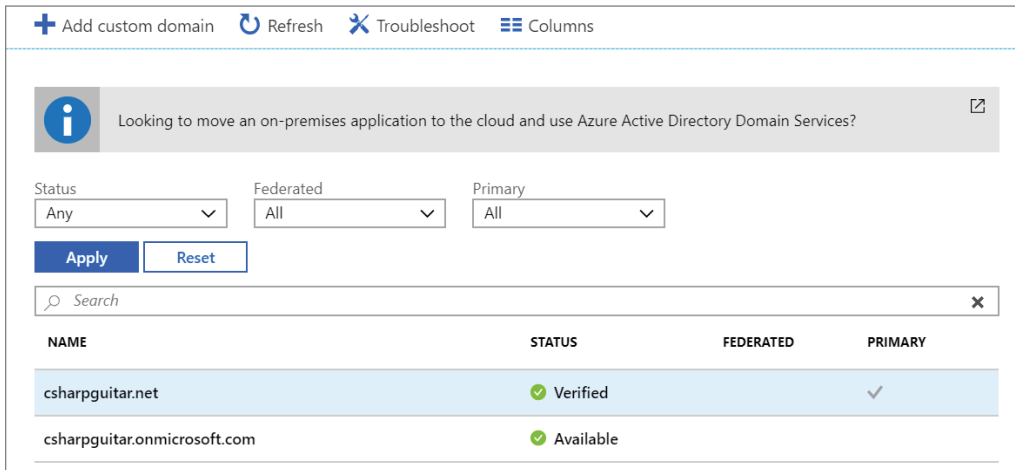 Add custom domain Refresh Troubleshoot Columns
Looking to move an on-premises application to the cloud and use Azure Active Directory Domain Services?
Status Federated Primary
Any All All
Apply Reset
Search
NAME STATUS FEDERATED PRIMARY
csharpguitar.net Verified
csharpguitar.onmicrosoft.com Available